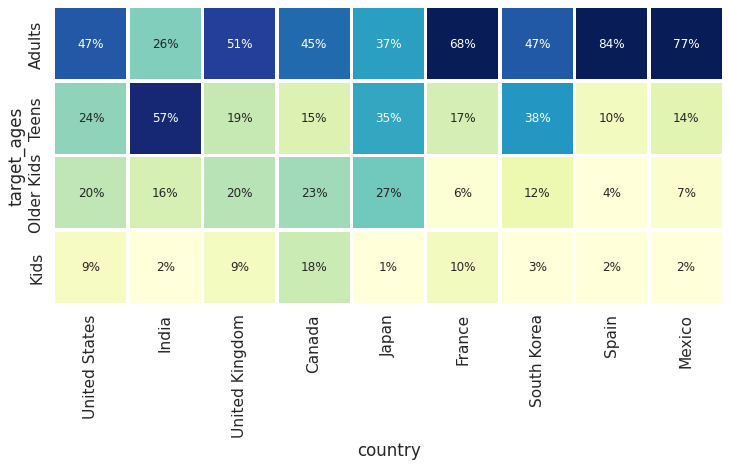 target_ages
Adults
47% 26% 51% 45% 37% 68% 47% 84% 77%
Teens
24% 57% 19% 15% 35% 17% 38% 10% 14%
Older Kids
20% 16% 20% 23% 27% 6% 12% 4% 7%
Kids
9% 2% 9% 18% 1% 10% 3% 2% 2%
United States
India
United Kingdom
Canada
Japan
France
South Korea
Spain
Mexico
country